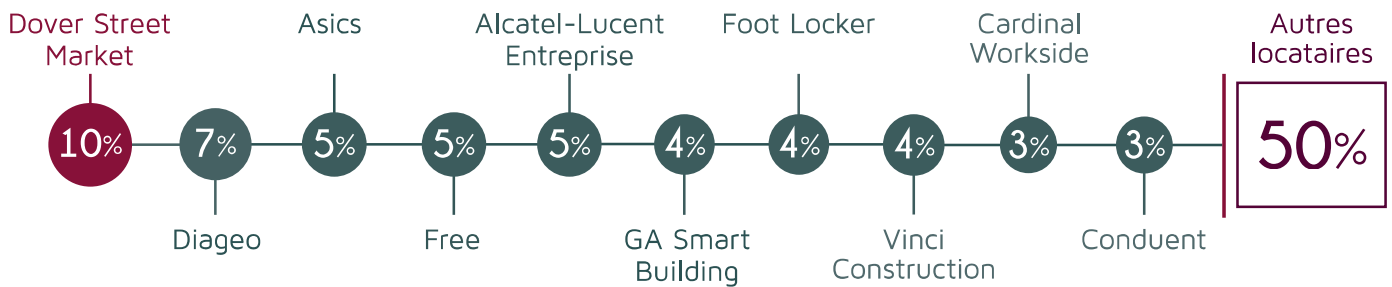 Dover Street
Market
Asics
Alcatel-Lucent
Entreprise
Foot Locker
Cardinal
Workside
Autres
locataires
10%
7%
5%
5%
5%
4%
4%
4%
3%
3%
50%
Diageo
Free
GA Smart
Building
Vinci
Construction
Conduent